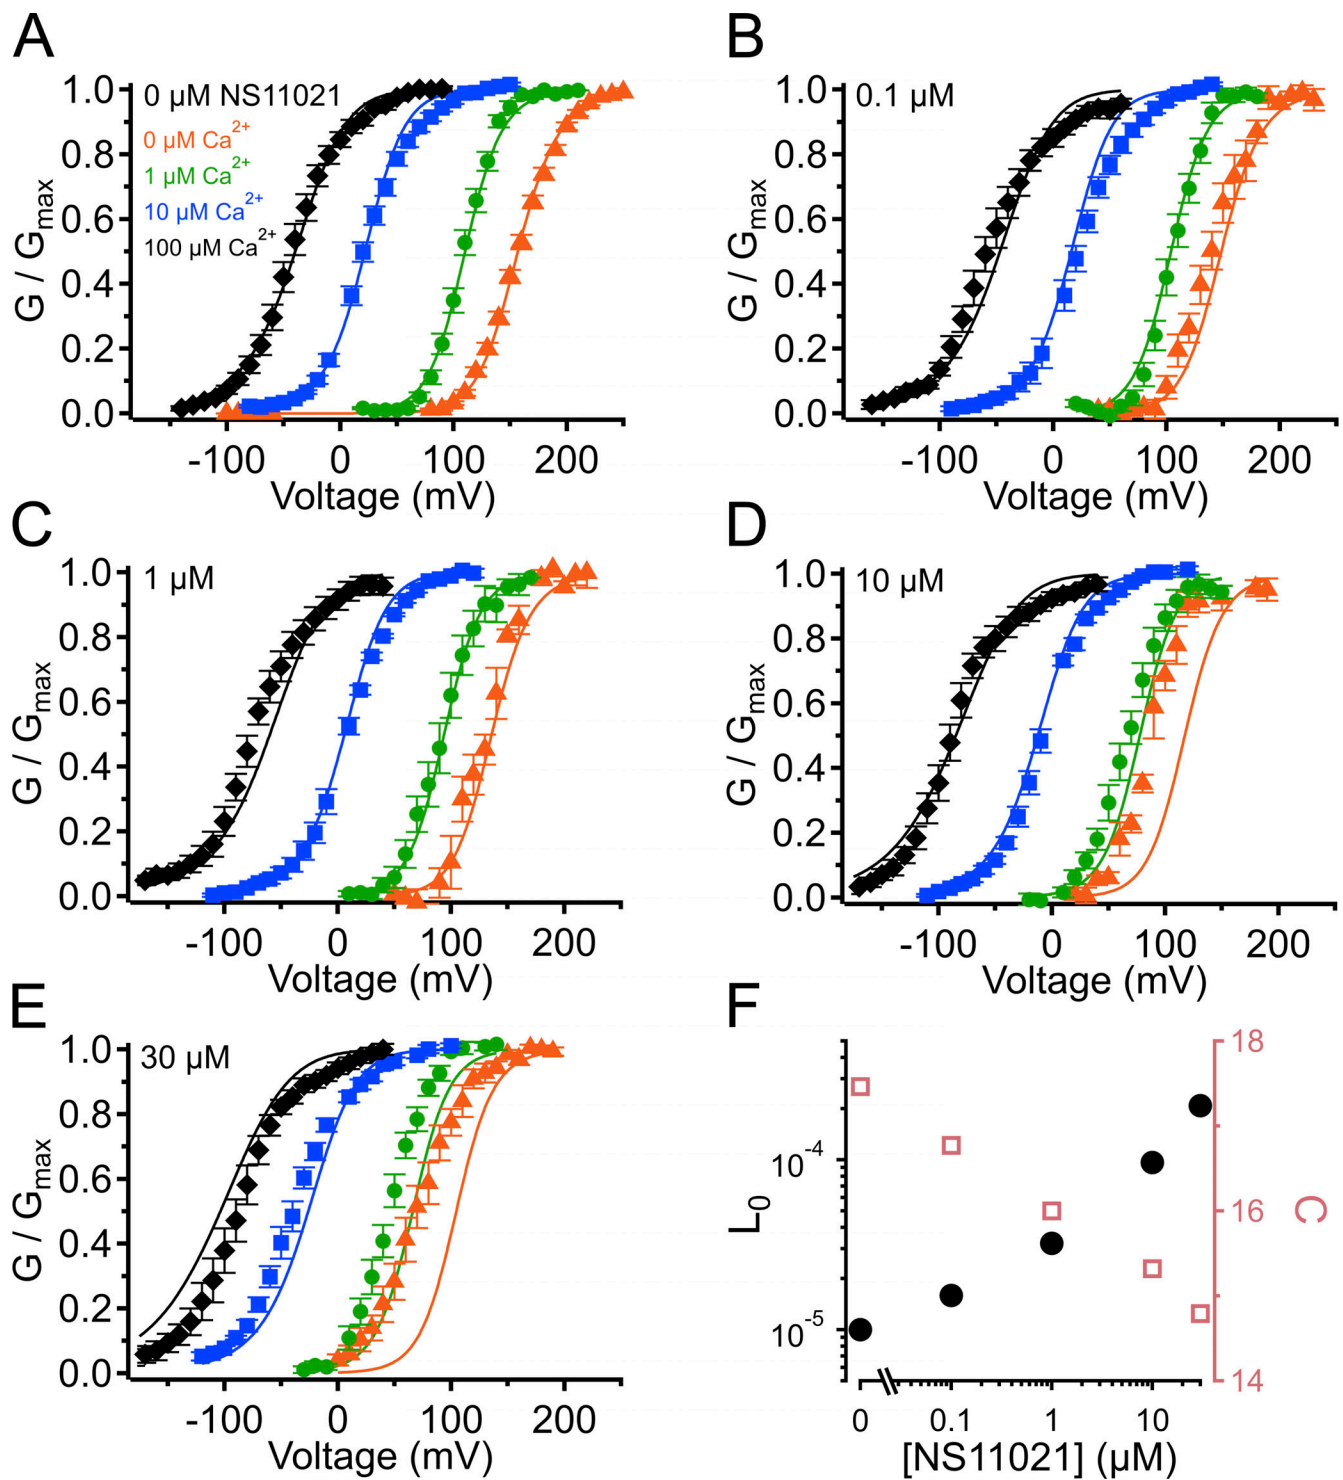 A
1.0
0.8
0.6
0.4
0.2
0.0
G / Gmax
0 µM NS11021
0 µM Ca2+
1 µM Ca2+
10 µM Ca2+
100 µM Ca2+
-100 0 100 200
Voltage (mV)
B
1.0
0.8
0.6
0.4
0.2
0.0
G / Gmax
0.1 µM
-100 0 100 200
Voltage (mV)
C
1.0
0.8
0.6
0.4
0.2
0.0
G / Gmax
1 µM
-100 0 100 200
Voltage (mV)
D
1.0
0.8
0.6
0.4
0.2
0.0
G / Gmax
10 µM
-100 0 100 200
Voltage (mV)
E
1.0
0.8
0.6
0.4
0.2
0.0
G / Gmax
30 µM
-100 0 100 200
Voltage (mV)
F
10-4
10-5
L0
18
16
14
C
0 0.1 1 10
[NS11021] (µM)